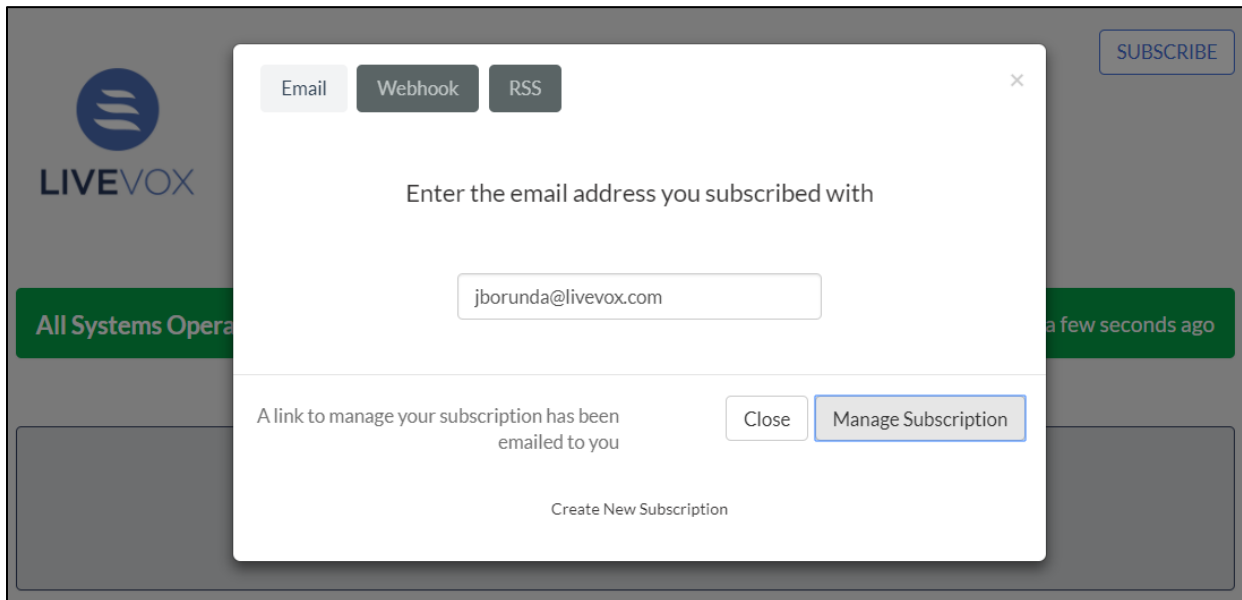 SUBSCRIBE
Email
Webhook
RSS
×
LIVEVOX
Enter the email address you subscribed with
jborunda@livevox.com
All Systems Opera
a few seconds ago
A link to manage your subscription has been
emailed to you
Close
Manage Subscription
Create New Subscription